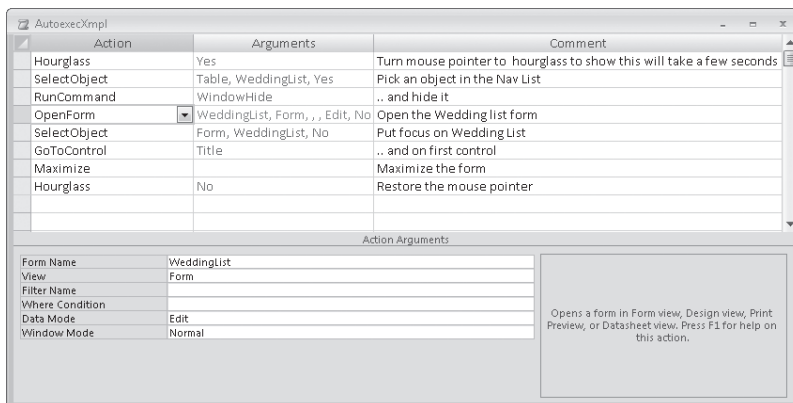 AutoexecXmpl
Action Arguments Comment
Hourglass Yes Turn mouse pointer to hourglass to show this will take a few seconds
SelectObject Table, WeddingList, Yes Pick an object in the Nav List
RunCommand WindowHide .. and hide it
OpenForm WeddingList, Form, , , Edit, No Open the Wedding list form
SelectObject Form, WeddingList, No Put focus on Wedding List
GoToControl Title .. and on first control
Maximize Maximize the form
Hourglass No Restore the mouse pointer
Action Arguments
Form Name WeddingList
View Form
Filter Name
Where Condition
Data Mode Edit
Window Mode Normal
Opens a form in Form view, Design view, Print
Preview, or Datasheet view. Press F1 for help on
this action.